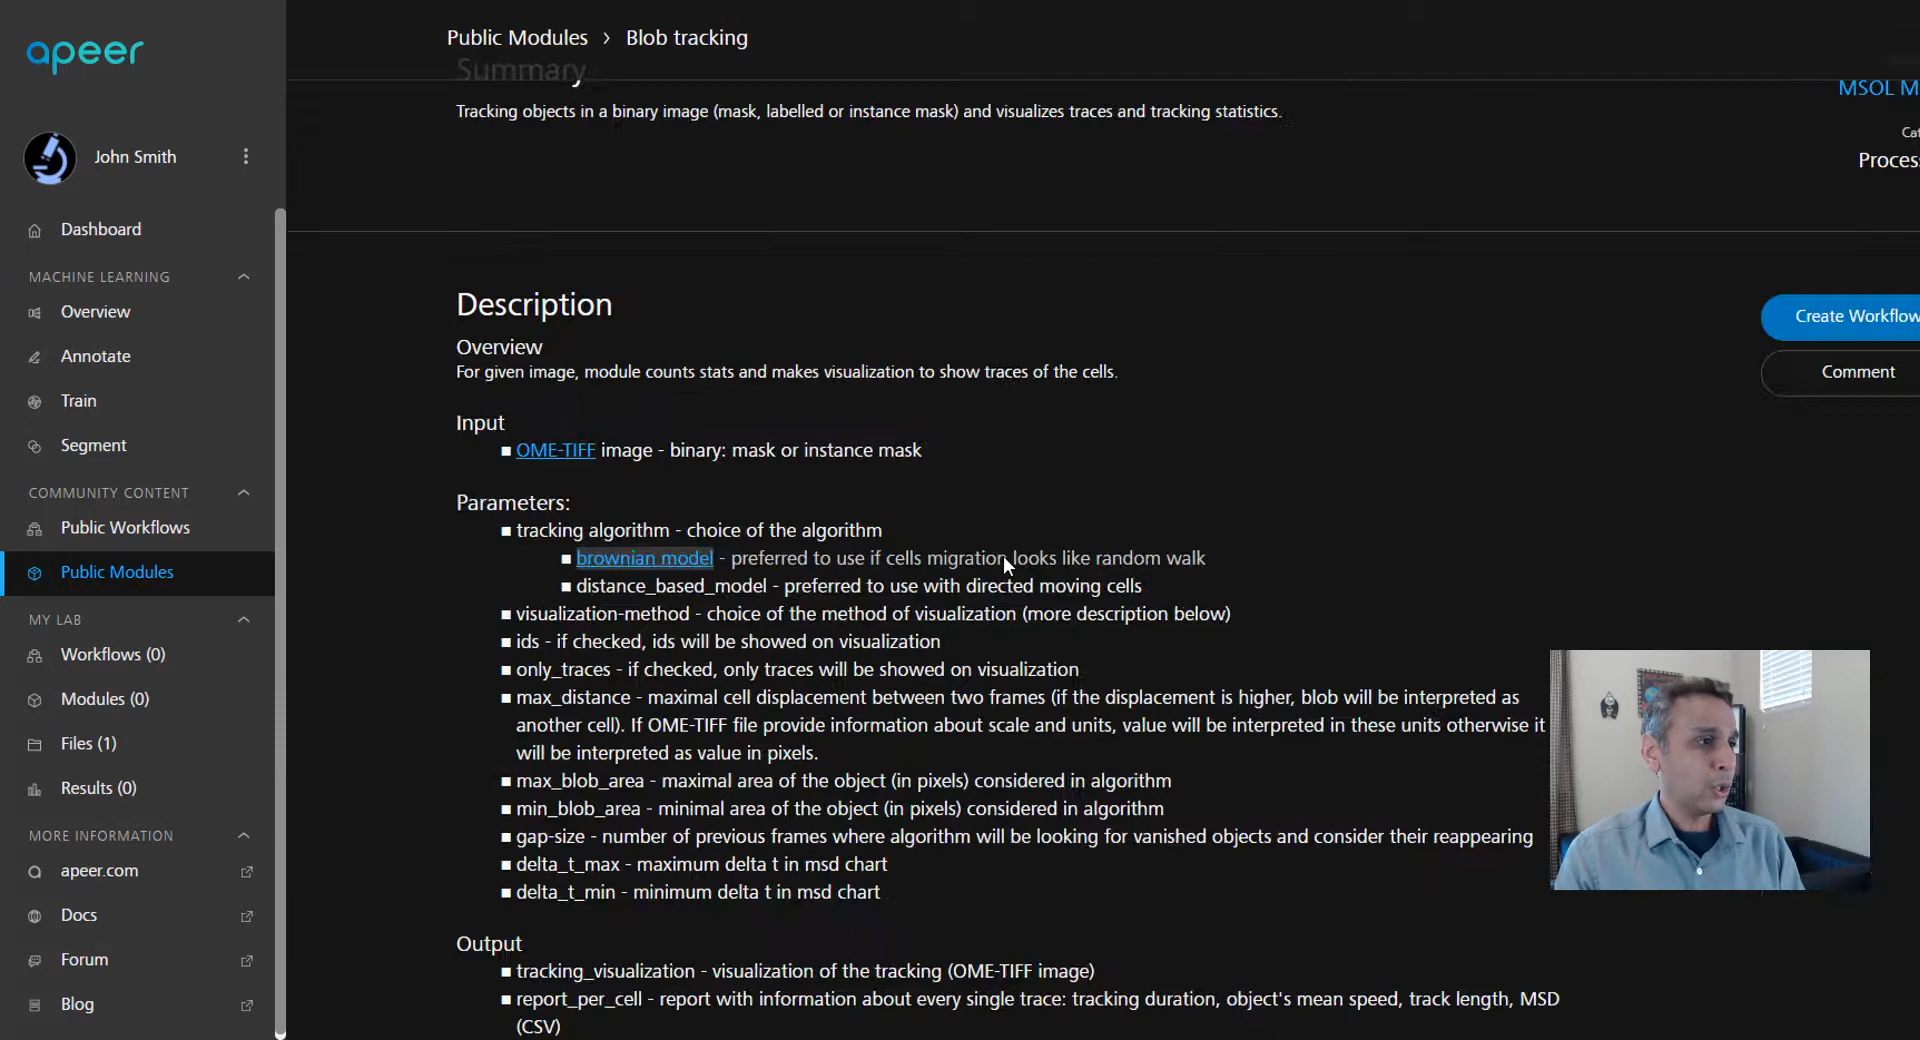 apeer
Public Modules › Blob tracking
Summary
MSOL M
Tracking objects in a binary image (mask, labelled or instance mask) and visualizes traces and tracking statistics.
John Smith
Dashboard
MACHINE LEARNING
Overview
Annotate
Train
Segment
COMMUNITY CONTENT
Public Workflows
Public Modules
MY LAB
Workflows (0)
Modules (0)
Files (1)
Results (0)
MORE INFORMATION
apeer.com
Docs
Forum
Blog
Description
Overview
For given image, module counts stats and makes visualization to show traces of the cells.
Input
■ OME-TIFF image - binary: mask or instance mask
Parameters:
■ tracking algorithm - choice of the algorithm
■ brownian model - preferred to use if cells migration looks like random walk
■ distance_based_model - preferred to use with directed moving cells
■ visualization-method - choice of the method of visualization (more description below)
■ ids - if checked, ids will be showed on visualization
■ only_traces - if checked, only traces will be showed on visualization
■ max_distance - maximal cell displacement between two frames (if the displacement is higher, blob will be interpreted as
another cell). If OME-TIFF file provide information about scale and units, value will be interpreted in these units otherwise it
will be interpreted as value in pixels.
■ max_blob_area - maximal area of the object (in pixels) considered in algorithm
■ min_blob_area - minimal area of the object (in pixels) considered in algorithm
■ gap-size - number of previous frames where algorithm will be looking for vanished objects and consider their reappearing
■ delta_t_max - maximum delta t in msd chart
■ delta_t_min - minimum delta t in msd chart
Output
■ tracking_visualization - visualization of the tracking (OME-TIFF image)
■ report_per_cell - report with information about every single trace: tracking duration, object's mean speed, track length, MSD
(CSV)
Cat
Process
Create Workflow
Comment